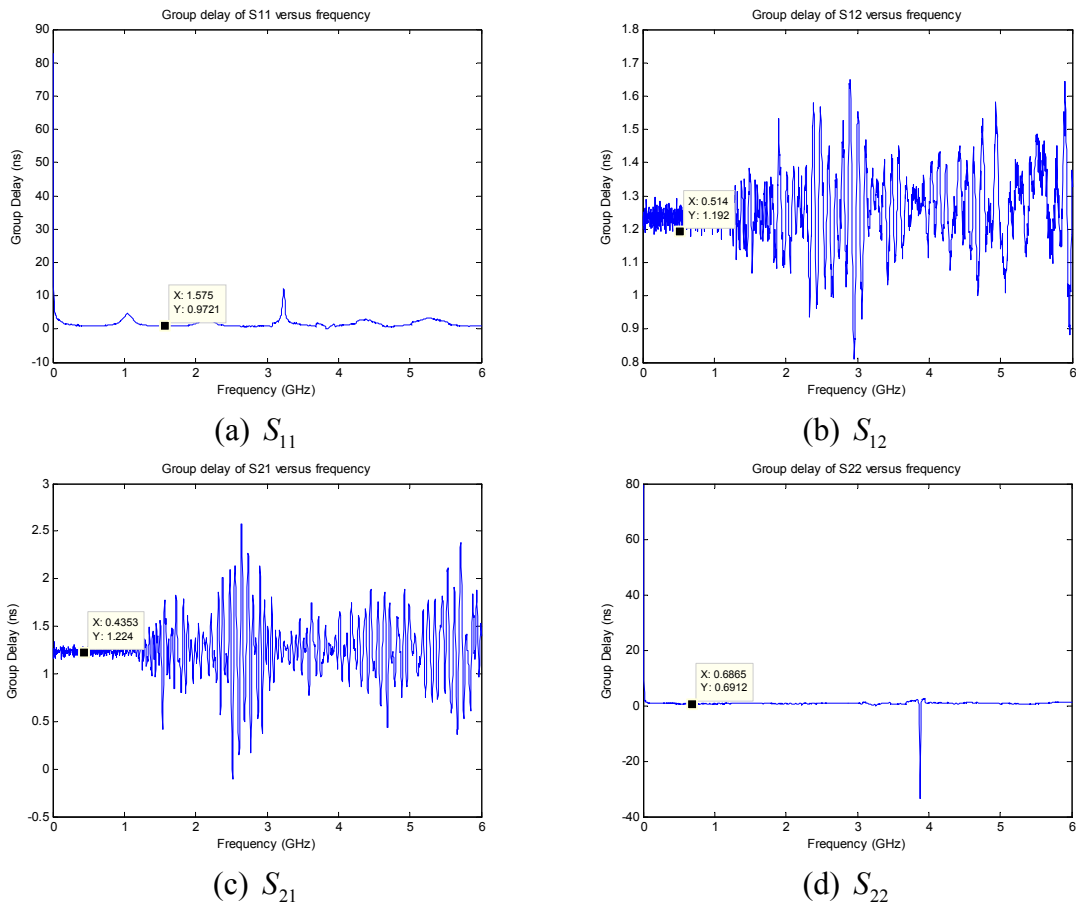 Group delay of S11 versus frequency
Group Delay (ns)
90
80
70
60
50
40
30
20
10
0
-10
X: 1.575
Y: 0.9721
0 1 2 3 4 5 6
Frequency (GHz)
(a) S11
Group delay of S12 versus frequency
Group Delay (ns)
1.8
1.7
1.6
1.5
1.4
1.3
1.2
1.1
1
0.9
0.8
X: 0.514
Y: 1.192
0 1 2 3 4 5 6
Frequency (GHz)
(b) S12
Group delay of S21 versus frequency
Group Delay (ns)
3
2.5
2
1.5
1
0.5
0
-0.5
X: 0.4353
Y: 1.224
0 1 2 3 4 5 6
Frequency (GHz)
(c) S21
Group delay of S22 versus frequency
Group Delay (ns)
80
60
40
20
0
-20
-40
X: 0.6865
Y: 0.6912
0 1 2 3 4 5 6
Frequency (GHz)
(d) S22